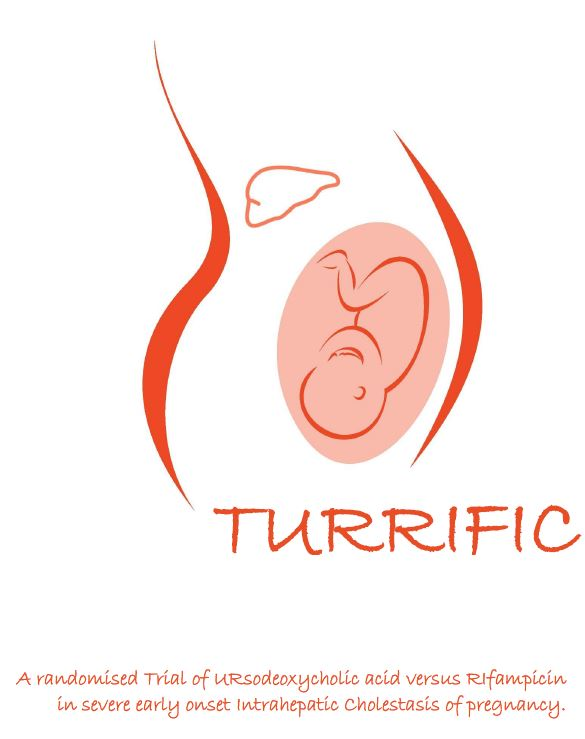 TURRIFIC
A randomised Trial of URsodeoxycholic acid versus RIfampicin
in severe early onset Intrahepatic Cholestasis of pregnancy.